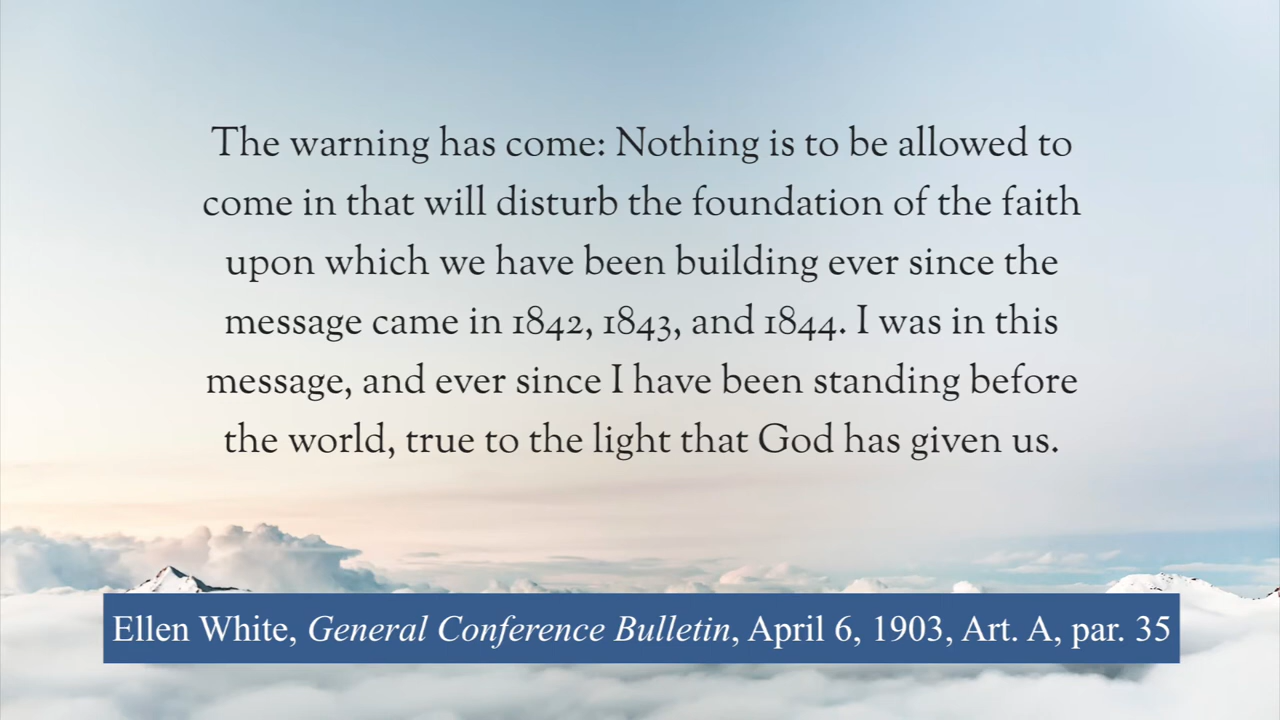 The warning has come: Nothing is to be allowed to
come in that will disturb the foundation of the faith
upon which we have been building ever since the
message came in 1842, 1843, and 1844. I was in this
message, and ever since I have been standing before
the world, true to the light that God has given us.
Ellen White, General Conference Bulletin, April 6, 1903, Art. A, par. 35